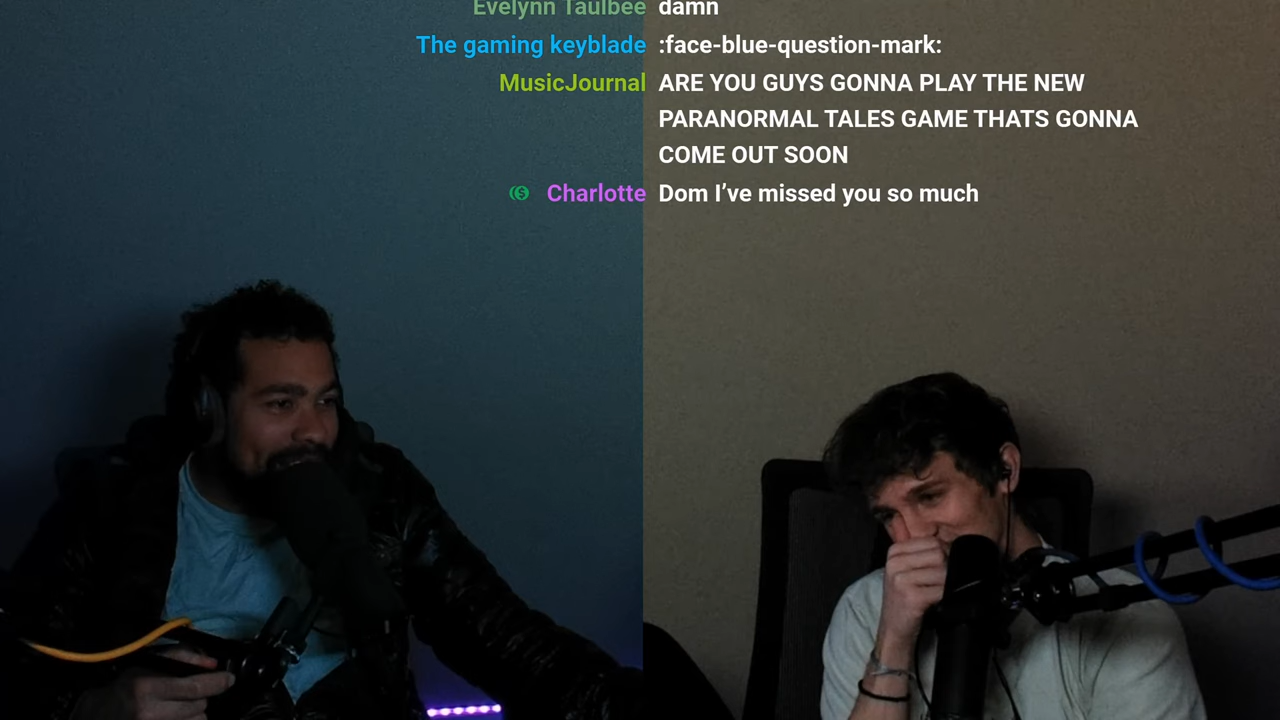 Evelynn Taulbee damn
The gaming keyblade :face-blue-question-mark:
MusicJournal ARE YOU GUYS GONNA PLAY THE NEW
PARANORMAL TALES GAME THATS GONNA
COME OUT SOON
Charlotte Dom I’ve missed you so much